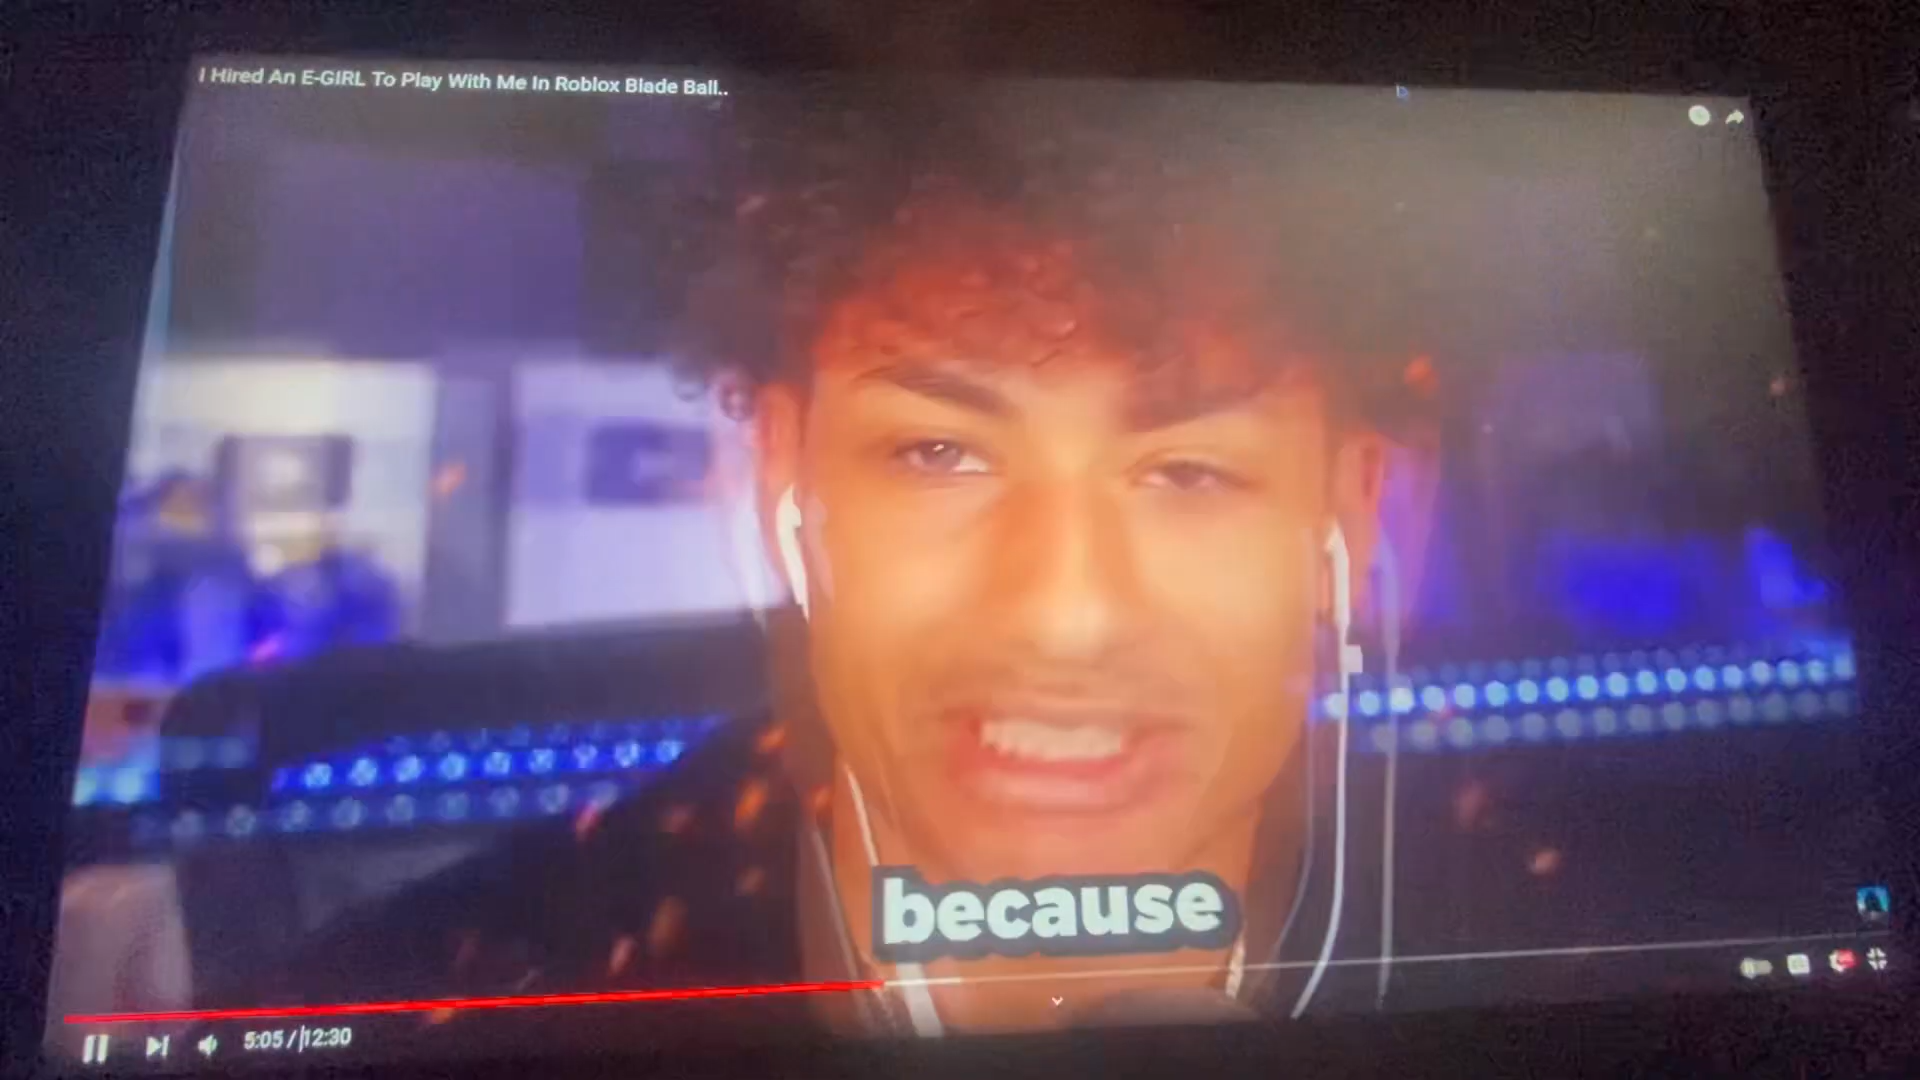 I Hired An E-GIRL To Play With Me In Roblox Blade Ball..
because
5:05 / 12:30